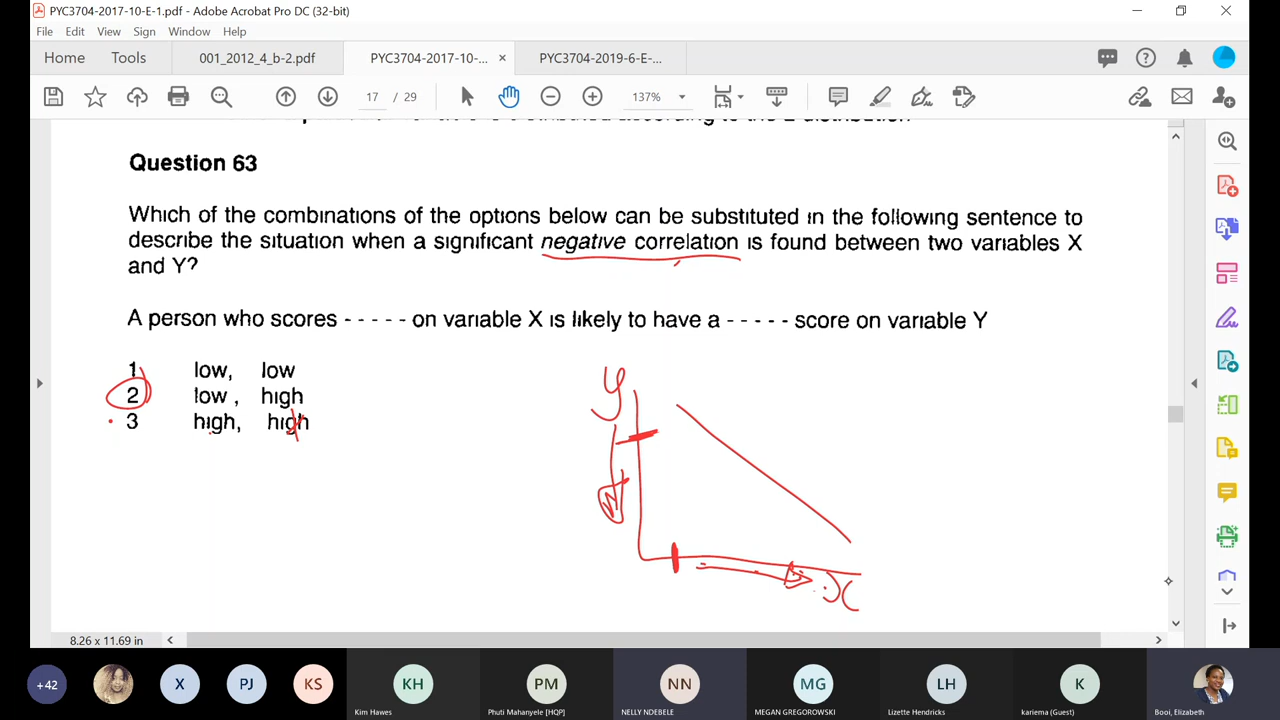 PYC3704-2017-10-E-1.pdf - Adobe Acrobat Pro DC (32-bit)
File Edit View Sign Window Help
Home Tools 001_2012_4_b-2.pdf PYC3704-2017-10-... × PYC3704-2019-6-E-...
17 / 29 137%
Question 63
Which of the combinations of the options below can be substituted in the following sentence to
describe the situation when a significant negative correlation is found between two variables X
and Y?
A person who scores - - - - - on variable X is likely to have a - - - - - score on variable Y
1 low, low
2 low , high
3 high, high
y
x
8.26 x 11.69 in
+42 X PJ KS KH PM NN MG LH K
Kim Hawes Phuti Mahanyele [HQP] NELLY NDEBELE MEGAN GREGOROWSKI Lizette Hendricks kariema (Guest) Booi, Elizabeth